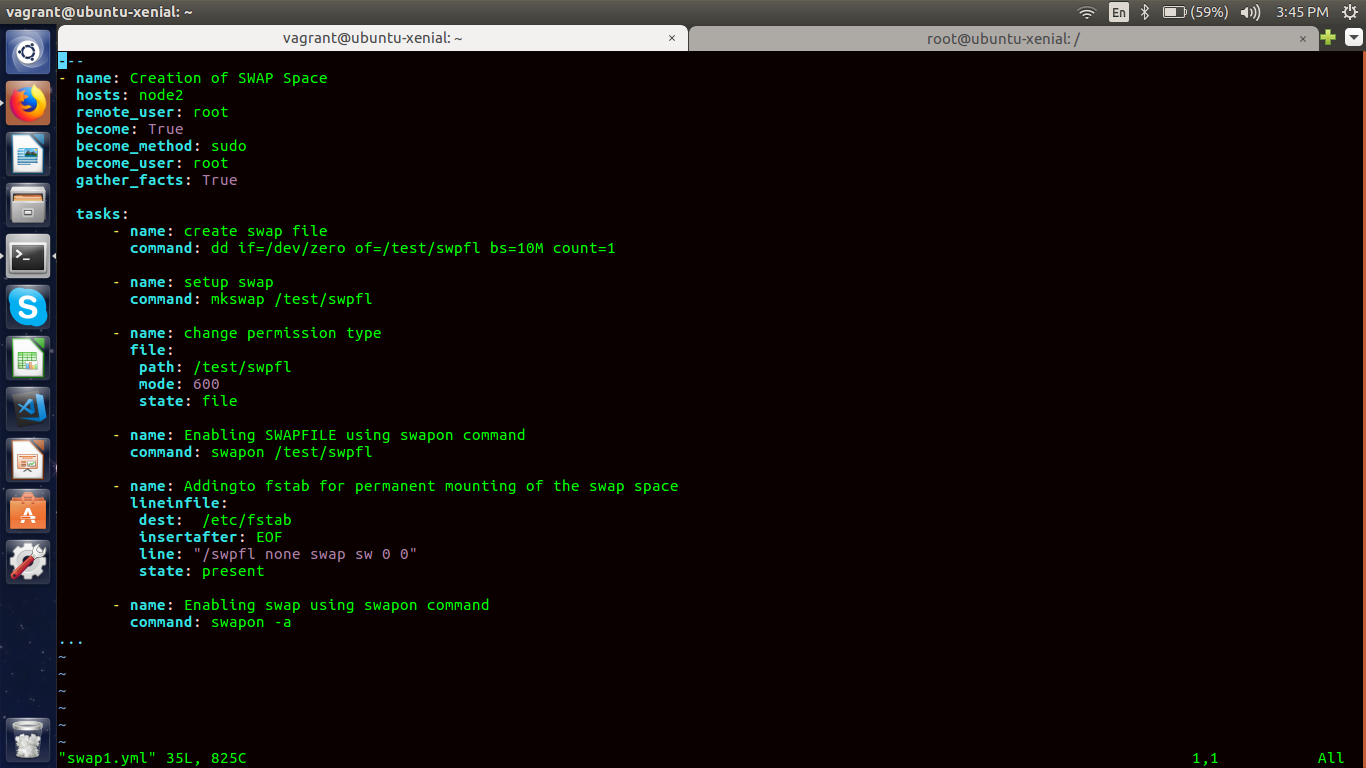 vagrant@ubuntu-xenial: ~
En
(59%)
3:45 PM
vagrant@ubuntu-xenial: ~ ×
root@ubuntu-xenial: / ×
---
- name: Creation of SWAP Space
  hosts: node2
  remote_user: root
  become: True
  become_method: sudo
  become_user: root
  gather_facts: True
  tasks:
      - name: create swap file
        command: dd if=/dev/zero of=/test/swpfl bs=10M count=1
      - name: setup swap
        command: mkswap /test/swpfl
      - name: change permission type
        file:
         path: /test/swpfl
         mode: 600
         state: file
      - name: Enabling SWAPFILE using swapon command
        command: swapon /test/swpfl
      - name: Addingto fstab for permanent mounting of the swap space
        lineinfile:
         dest:  /etc/fstab
         insertafter: EOF
         line: "/swpfl none swap sw 0 0"
         state: present
      - name: Enabling swap using swapon command
        command: swapon -a
...
~
~
~
~
~
~
"swap1.yml" 35L, 825C 1,1 All